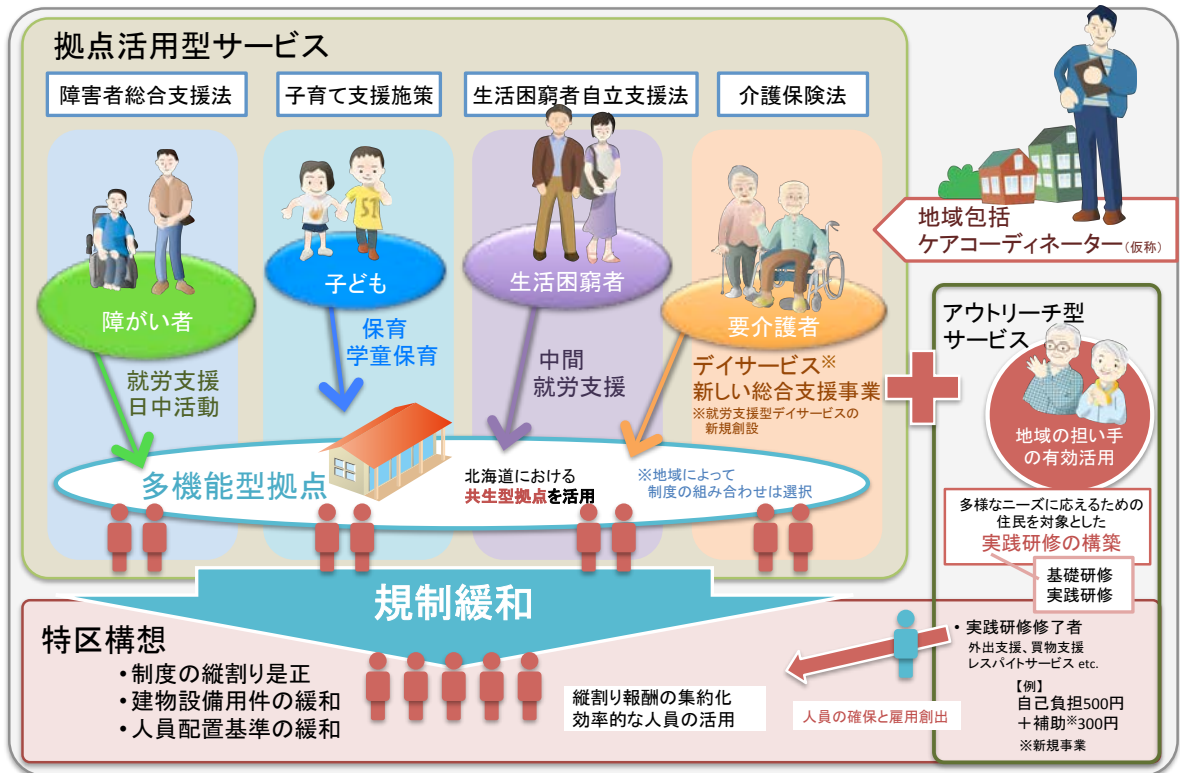 拠点活用型サービス
障害者総合支援法
子育て支援施策
生活困窮者自立支援法
介護保険法
障がい者
子ども
生活困窮者
要介護者
就労支援
日中活動
保育
学童保育
中間
就労支援
デイサービス※
新しい総合支援事業
※就労支援型デイサービスの
新規創設
多機能型拠点
北海道における
共生型拠点を活用
※地域によって
制度の組み合わせは選択
地域包括
ケアコーディネーター(仮称)
アウトリーチ型
サービス
地域の担い手
の有効活用
多様なニーズに応えるための
住民を対象とした
実践研修の構築
基礎研修
実践研修
規制緩和
特区構想
・制度の縦割り是正
・建物設備用件の緩和
・人員配置基準の緩和
縦割り報酬の集約化
効率的な人員の活用
人員の確保と雇用創出
・実践研修修了者
外出支援、買物支援
レスパイトサービス etc.
【例】
自己負担500円
＋補助※300円
※新規事業
ST